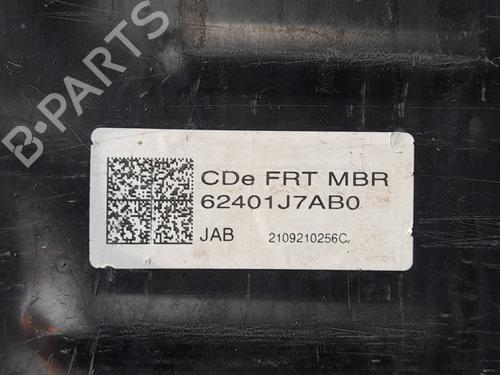 B-PARTS
CDe FRT MBR
62401J7AB0
JAB 2109210256C